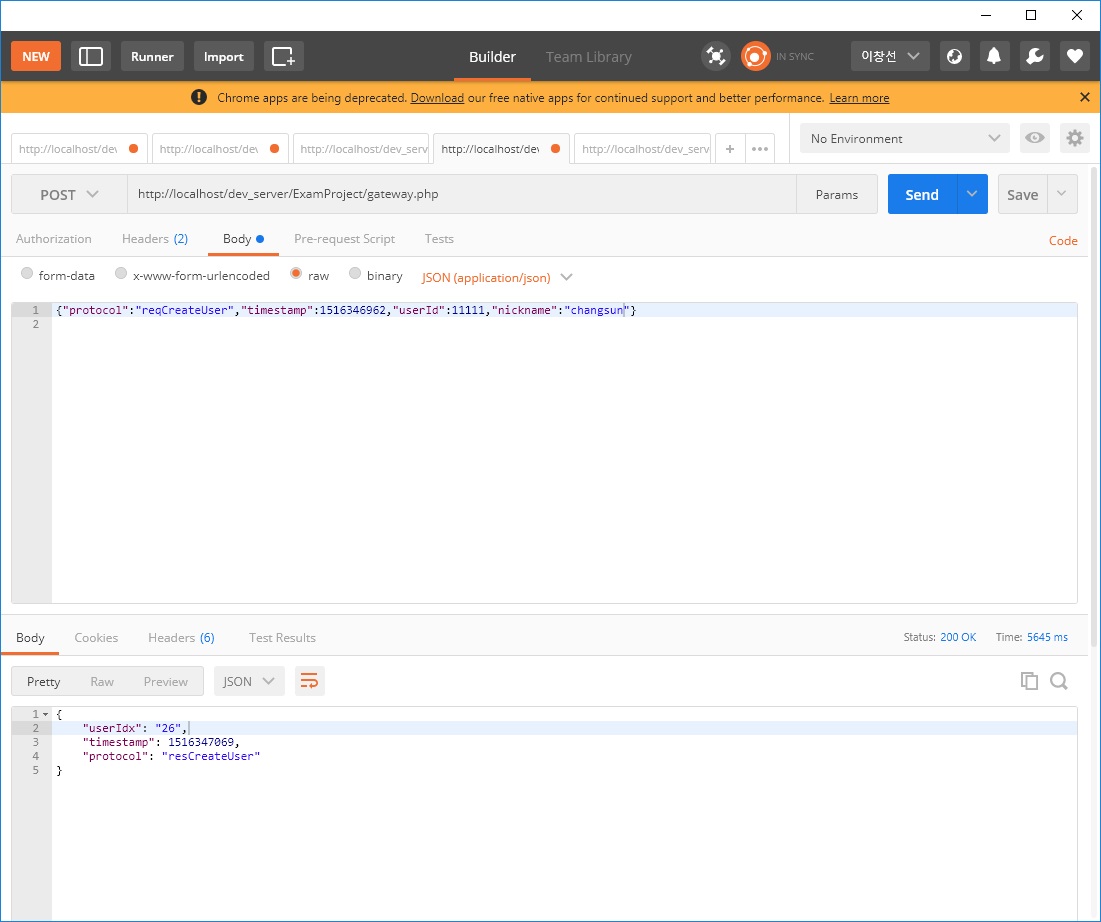 NEW Runner Import Builder Team Library IN SYNC 이창선
Chrome apps are being deprecated. Download our free native apps for continued support and better performance. Learn more
http://localhost/dev http://localhost/dev http://localhost/dev_serv http://localhost/dev http://localhost/dev_serv + ••• No Environment
POST http://localhost/dev_server/ExamProject/gateway.php Params Send Save
Authorization Headers (2) Body Pre-request Script Tests Code
form-data x-www-form-urlencoded raw binary JSON (application/json)
1 {"protocol":"reqCreateUser","timestamp":1516346962,"userId":11111,"nickname":"changsun"}
2
Body Cookies Headers (6) Test Results Status: 200 OK Time: 5645 ms
Pretty Raw Preview JSON
1 {
2 "userIdx": "26",
3 "timestamp": 1516347069,
4 "protocol": "resCreateUser"
5 }